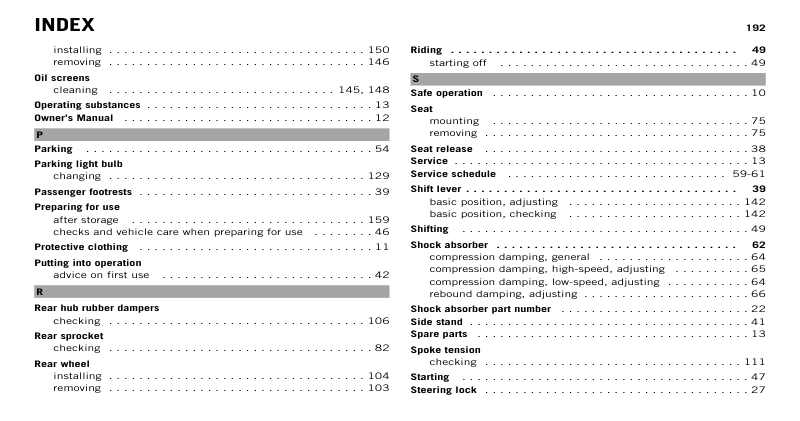 INDEX 192
installing . . . . . . . . . . . . . . . . . . . . . . . . . . . . . . . . . . 150
removing . . . . . . . . . . . . . . . . . . . . . . . . . . . . . . . . . . 146
Oil screens
cleaning . . . . . . . . . . . . . . . . . . . . . . . . . . . . . . 145, 148
Operating substances . . . . . . . . . . . . . . . . . . . . . . . . 13
Owner's Manual . . . . . . . . . . . . . . . . . . . . . . . . . . . . 12
P
Parking . . . . . . . . . . . . . . . . . . . . . . . . . . . . . . . . . . . 54
Parking light bulb
changing . . . . . . . . . . . . . . . . . . . . . . . . . . . . . . . . . . 129
Passenger footrests . . . . . . . . . . . . . . . . . . . . . . . . . 39
Preparing for use
after storage . . . . . . . . . . . . . . . . . . . . . . . . . . . . . . . 159
checks and vehicle care when preparing for use . . . . . . . 46
Protective clothing . . . . . . . . . . . . . . . . . . . . . . . . . . 11
Putting into operation
advice on first use . . . . . . . . . . . . . . . . . . . . . . . . . . . 42
R
Rear hub rubber dampers
checking . . . . . . . . . . . . . . . . . . . . . . . . . . . . . . . . . . 106
Rear sprocket
checking . . . . . . . . . . . . . . . . . . . . . . . . . . . . . . . . . . . 82
Rear wheel
installing . . . . . . . . . . . . . . . . . . . . . . . . . . . . . . . . . . 104
removing . . . . . . . . . . . . . . . . . . . . . . . . . . . . . . . . . . 103
Riding . . . . . . . . . . . . . . . . . . . . . . . . . . . . . . . . . . . 49
starting off . . . . . . . . . . . . . . . . . . . . . . . . . . . . . . . . 49
S
Safe operation . . . . . . . . . . . . . . . . . . . . . . . . . . . . . 10
Seat
mounting . . . . . . . . . . . . . . . . . . . . . . . . . . . . . . . . . . 75
removing . . . . . . . . . . . . . . . . . . . . . . . . . . . . . . . . . . 75
Seat release . . . . . . . . . . . . . . . . . . . . . . . . . . . . . . . 38
Service . . . . . . . . . . . . . . . . . . . . . . . . . . . . . . . . . . . 13
Service schedule . . . . . . . . . . . . . . . . . . . . . . . . . 59-61
Shift lever . . . . . . . . . . . . . . . . . . . . . . . . . . . . . . . . 39
basic position, adjusting . . . . . . . . . . . . . . . . . . . . . . 142
basic position, checking . . . . . . . . . . . . . . . . . . . . . . 142
Shifting . . . . . . . . . . . . . . . . . . . . . . . . . . . . . . . . . . . 49
Shock absorber . . . . . . . . . . . . . . . . . . . . . . . . . . . . 62
compression damping, general . . . . . . . . . . . . . . . . . . 64
compression damping, high-speed, adjusting . . . . . . . . . 65
compression damping, low-speed, adjusting . . . . . . . . . . 64
rebound damping, adjusting . . . . . . . . . . . . . . . . . . . . 66
Shock absorber part number . . . . . . . . . . . . . . . . . . . 22
Side stand . . . . . . . . . . . . . . . . . . . . . . . . . . . . . . . . . 41
Spare parts . . . . . . . . . . . . . . . . . . . . . . . . . . . . . . . . 13
Spoke tension
checking . . . . . . . . . . . . . . . . . . . . . . . . . . . . . . . . . . 111
Starting . . . . . . . . . . . . . . . . . . . . . . . . . . . . . . . . . . . 47
Steering lock . . . . . . . . . . . . . . . . . . . . . . . . . . . . . . 27